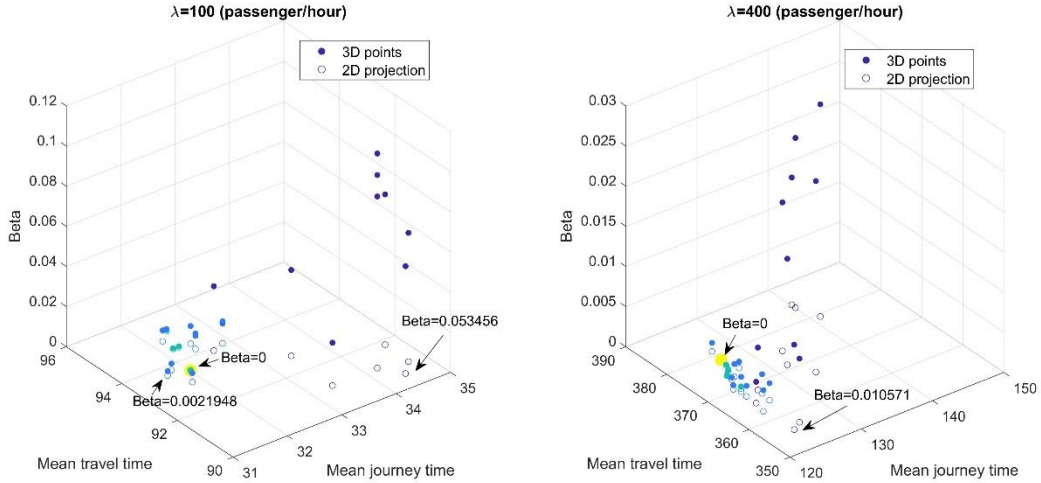 λ=100 (passenger/hour)
3D points
2D projection
0.12
0.1
0.08
0.06
0.04
0.02
0
Beta
Beta=0.053456
Beta=0
Beta=0.0021948
96
94
92
90
Mean travel time
31
32
33
34
35
Mean journey time
λ=400 (passenger/hour)
3D points
2D projection
0.03
0.025
0.02
0.015
0.01
0.005
0
Beta
Beta=0
Beta=0.010571
390
380
370
360
350
Mean travel time
120
130
140
150
Mean journey time